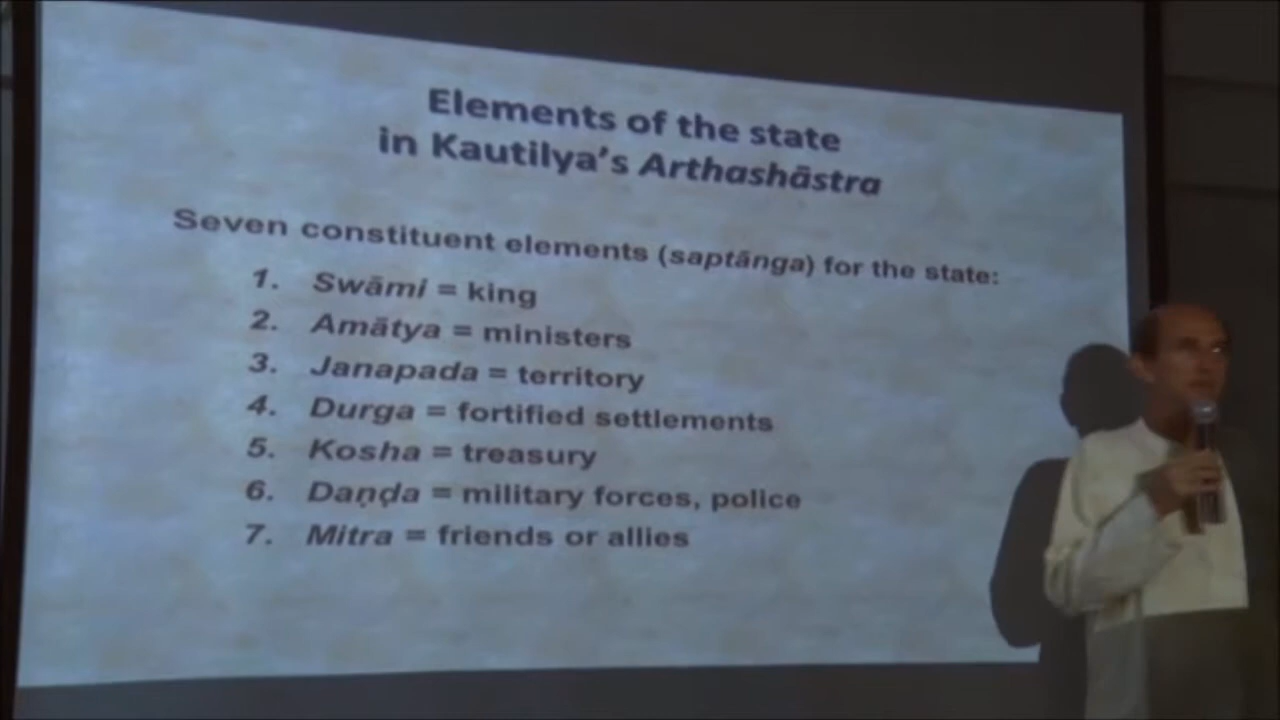 Elements of the state
in Kautilya's Arthashāstra
Seven constituent elements (saptānga) for the state:
1. Swāmi = king
2. Amātya = ministers
3. Janapada = territory
4. Durga = fortified settlements
5. Kosha = treasury
6. Daṇḍa = military forces, police
7. Mitra = friends or allies